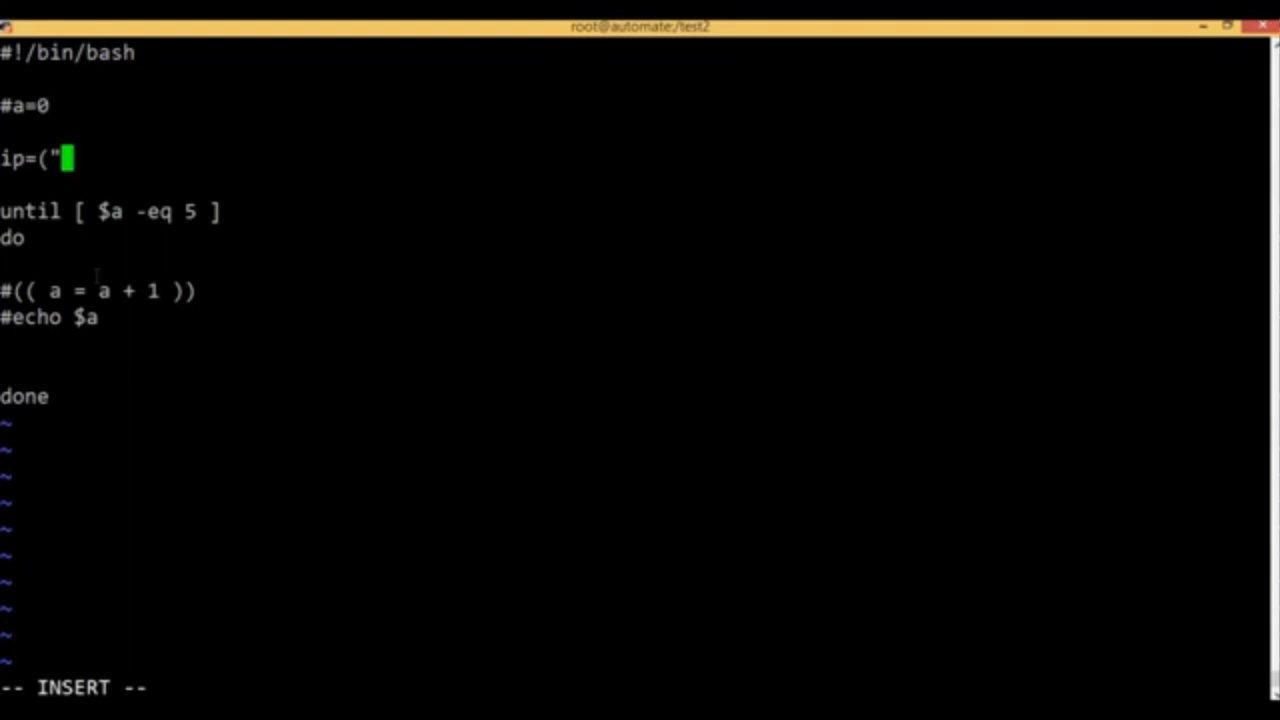 root@automate:/test2
#!/bin/bash
#a=0
ip=("
until [ $a -eq 5 ]
do
#(( a = a + 1 ))
#echo $a
done
~
~
~
~
~
~
~
~
~
~
-- INSERT --